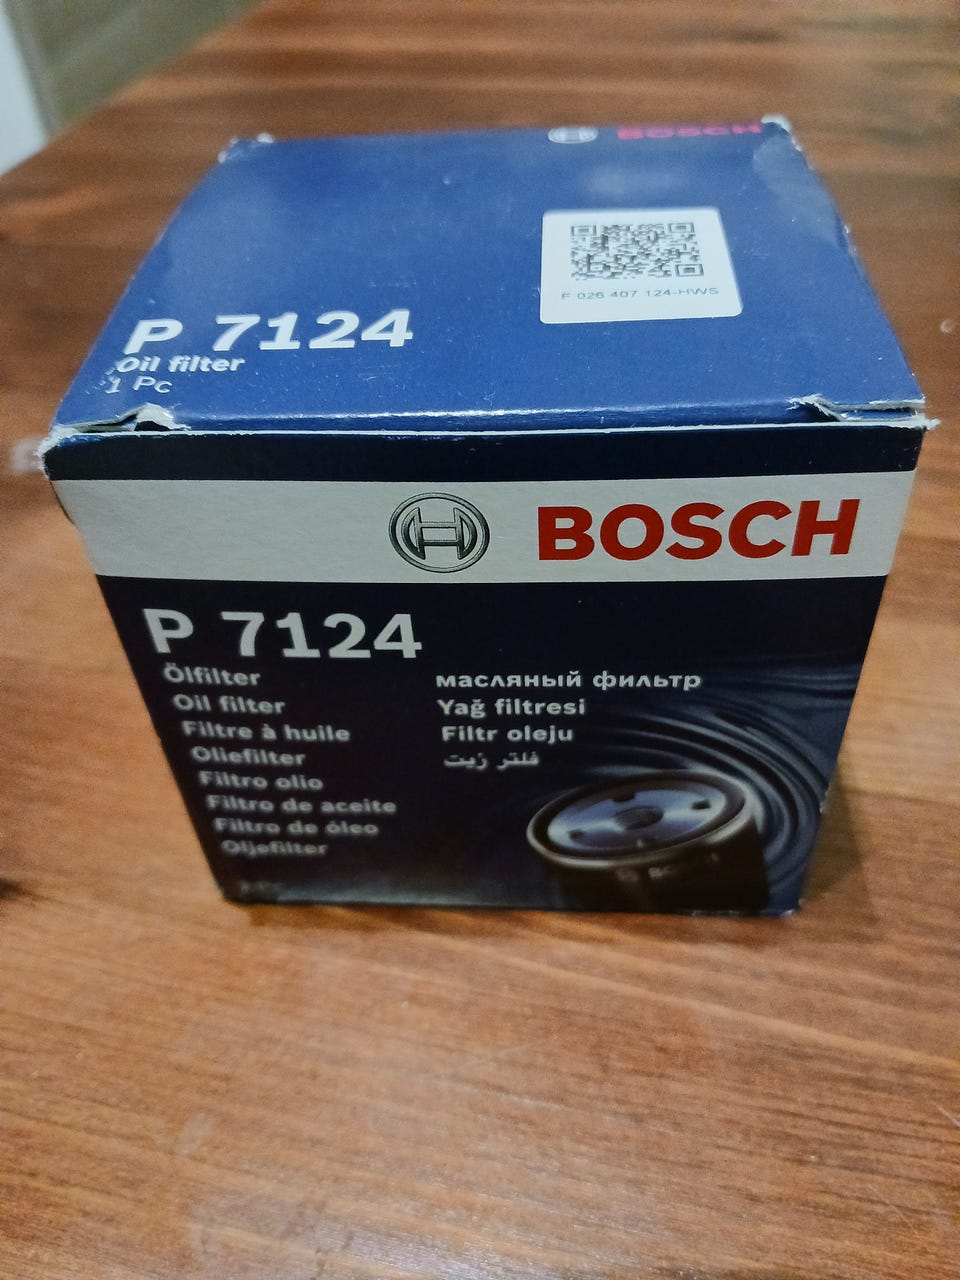 BOSCH
F 026 407 124-HWS
P 7124
Oil filter
1 Pc
BOSCH
P 7124
Ölfilter
Oil filter
Filtre à huile
Oliefilter
Filtro olio
Filtro de aceite
Filtro de óleo
Oljefilter
масляный фильтр
Yağ filtresi
Filtr oleju
فلتر زيت